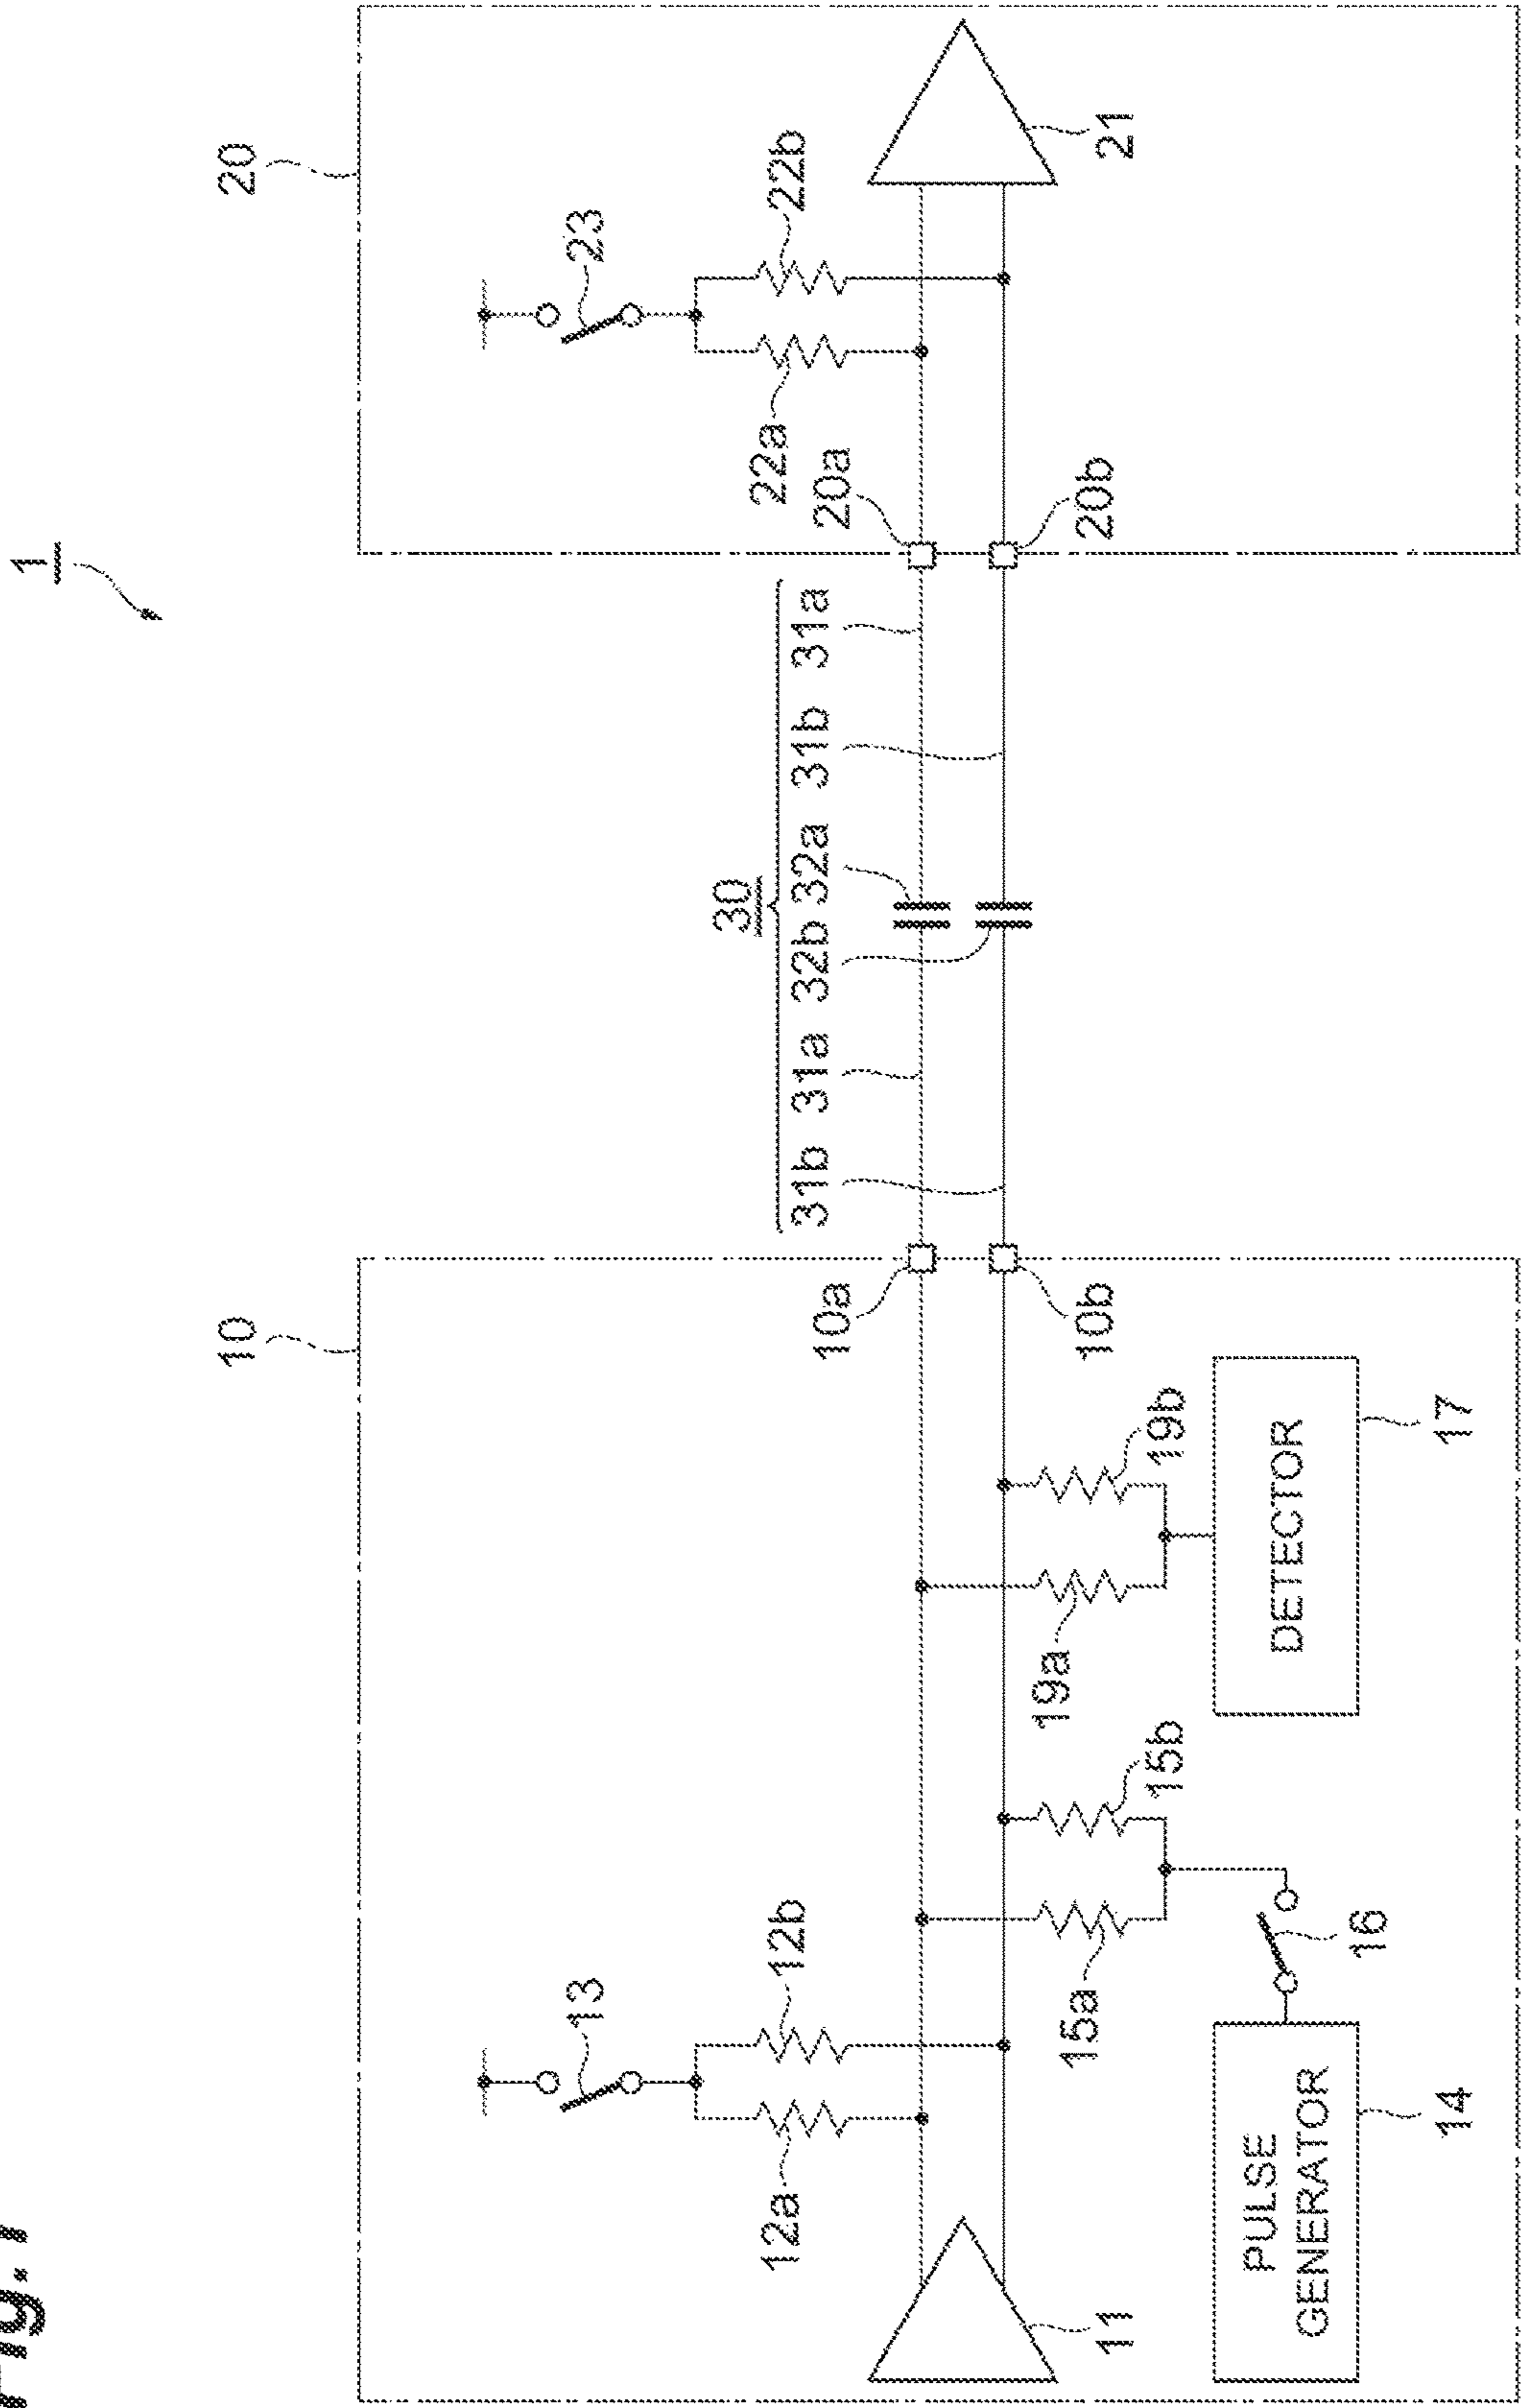 Fig.1
1
10
20
30
13
23
12a
12b
22a
22b
31b
31a
32b
32a
31b
31a
10a
20a
10b
20b
11
21
15a
15b
19a
19b
16
PULSE
GENERATOR
DETECTOR
14
17